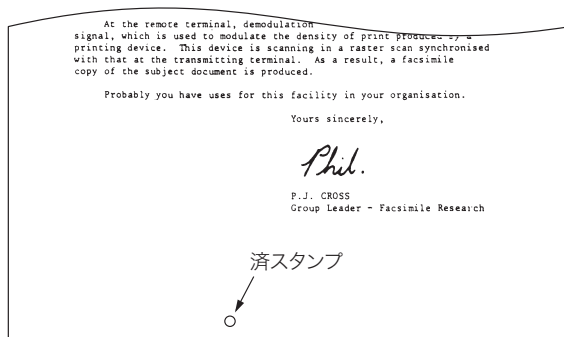 At the remote terminal, demodulation
signal, which is used to modulate the density of print produced
printing device. This device is scanning in a raster scan synchronised
with that at the transmitting terminal. As a result, a facsimile
copy of the subject document is produced.
Probably you have uses for this facility in your organisation.
Yours sincerely,
Phil.
P.J. CROSS
Group Leader - Facsimile Research
済スタンプ